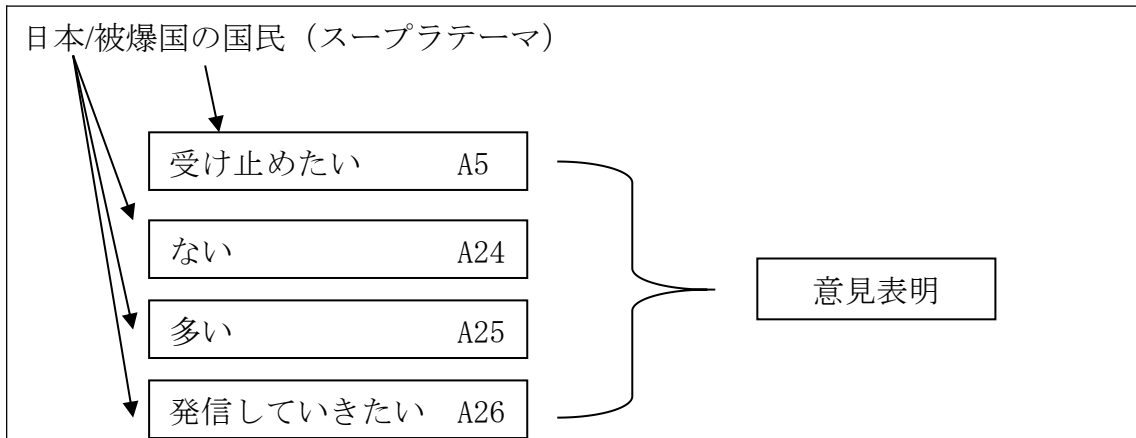 日本/被爆国の国民（スープラテーマ）
受け止めたい A5
ない A24
意見表明
多い A25
発信していきたい A26